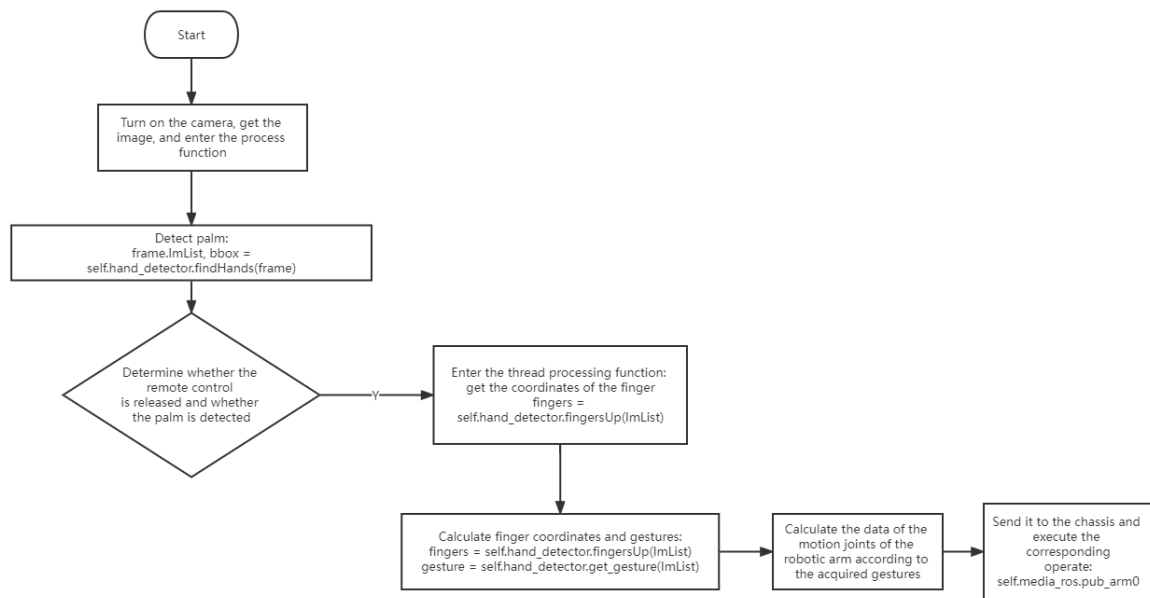 Start
Turn on the camera, get the
image, and enter the process
function
Detect palm:
frame.lmList, bbox =
self.hand_detector.findHands(frame)
Determine whether the
remote control
is released and whether
the palm is detected
Y
Enter the thread processing function:
get the coordinates of the finger
fingers =
self.hand_detector.fingersUp(lmList)
Calculate finger coordinates and gestures:
fingers = self.hand_detector.fingersUp(lmList)
gesture = self.hand_detector.get_gesture(lmList)
Calculate the data of the
motion joints of the
robotic arm according to
the acquired gestures
Send it to the chassis and
execute the
corresponding
operate:
self.media_ros.pub_arm0